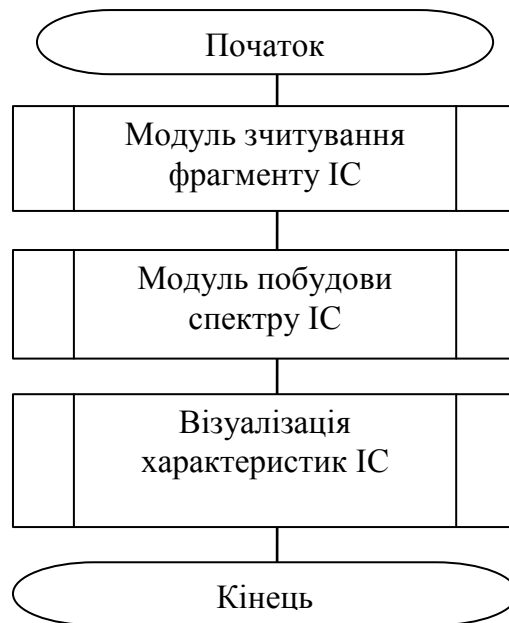 Початок
Модуль зчитування
фрагменту ІС
Модуль побудови
спектру ІС
Візуалізація
характеристик ІС
Кінець